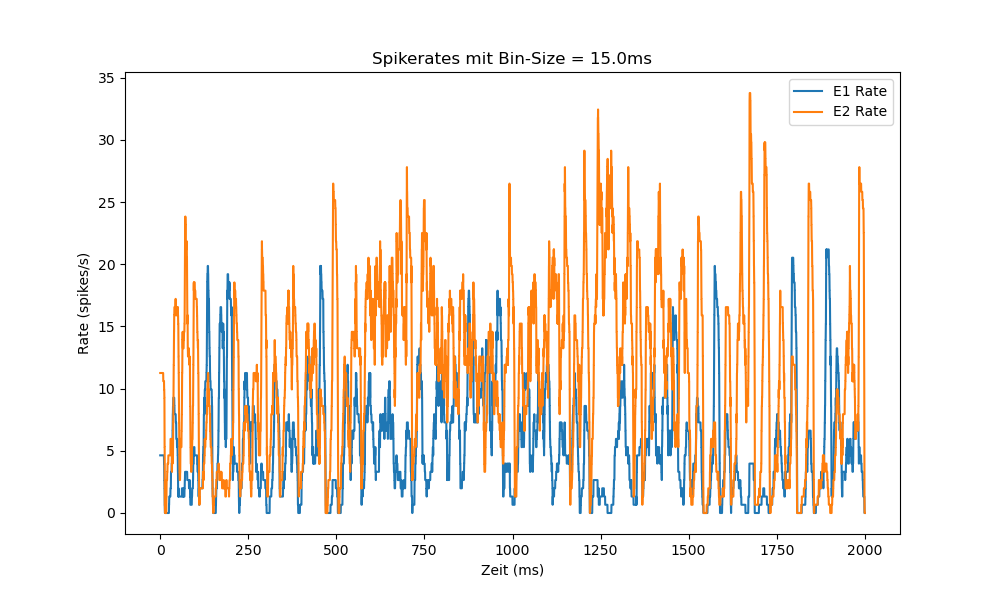 Spikerates mit Bin-Size = 15.0ms
E1 Rate
E2 Rate
Rate (spikes/s)
35
30
25
20
15
10
5
0
0 250 500 750 1000 1250 1500 1750 2000
Zeit (ms)